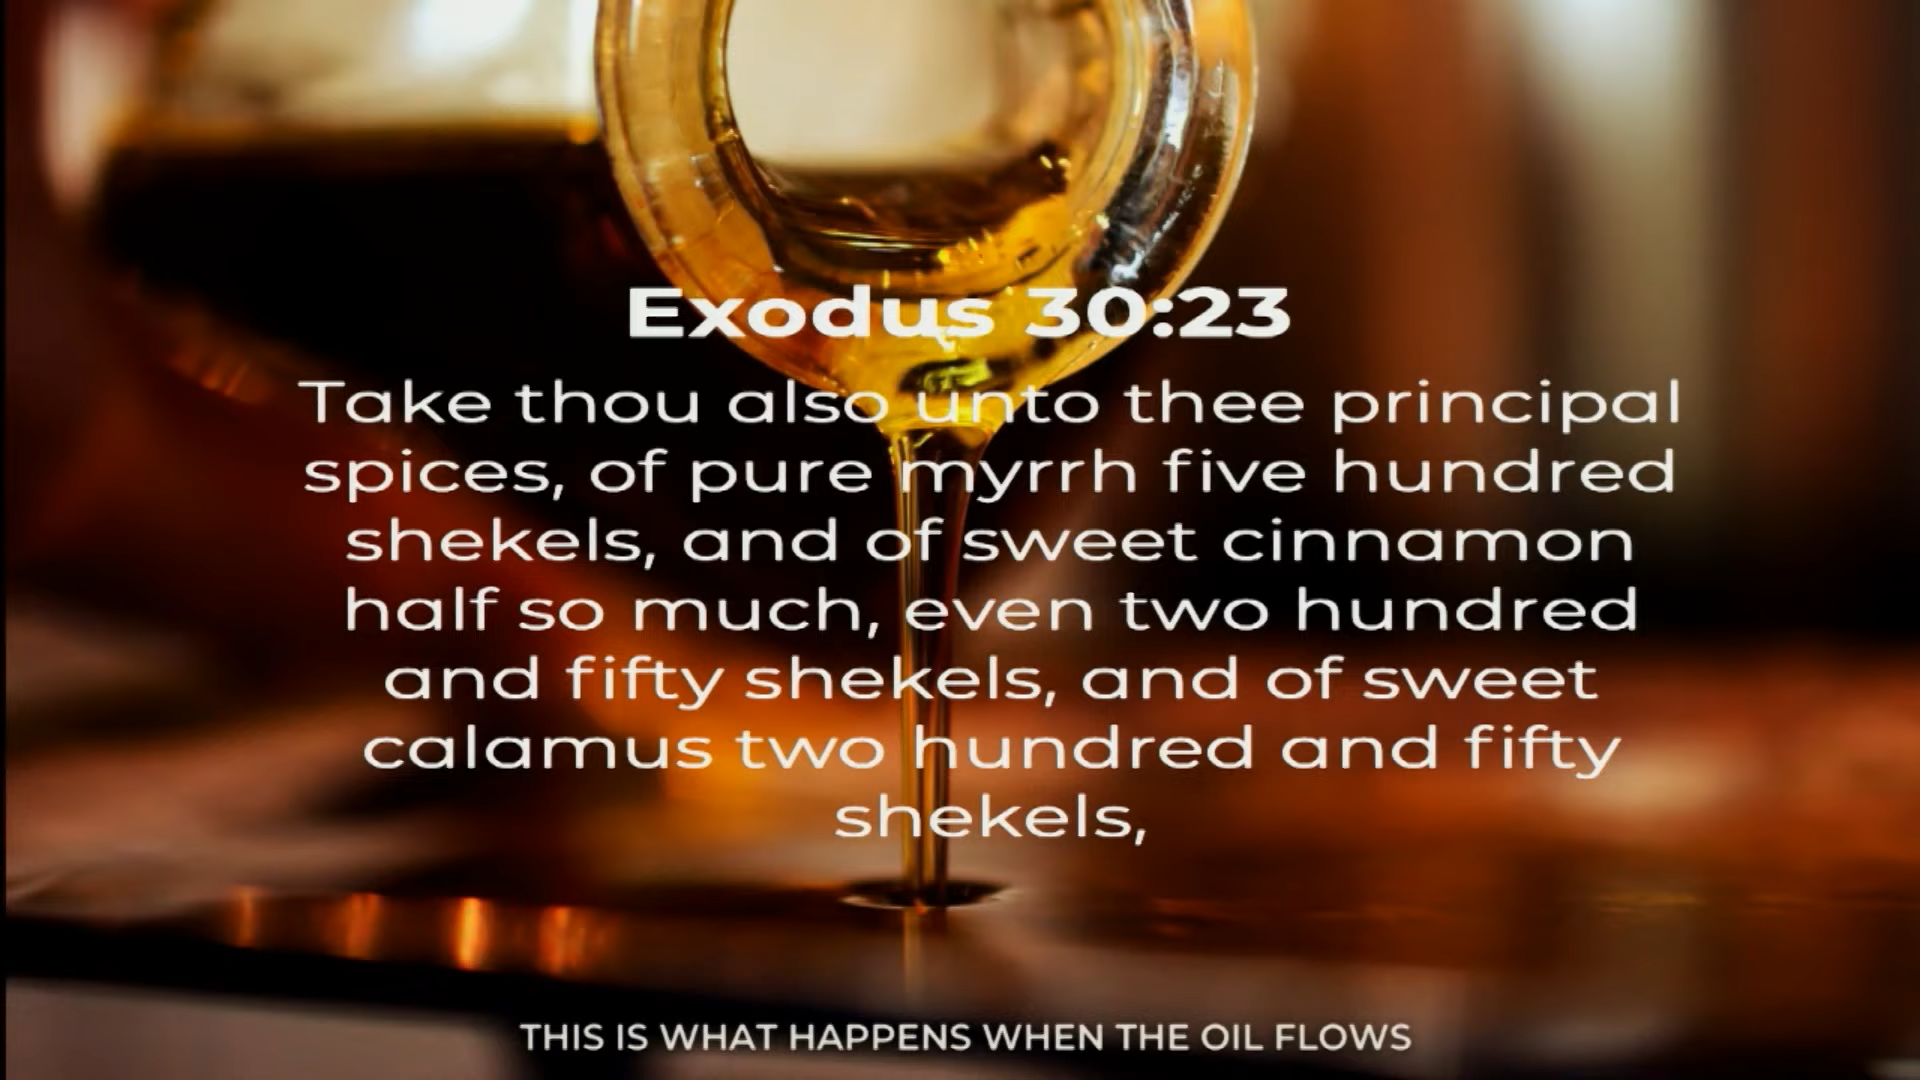 Exodus 30:23
Take thou also unto thee principal
spices, of pure myrrh five hundred
shekels, and of sweet cinnamon
half so much, even two hundred
and fifty shekels, and of sweet
calamus two hundred and fifty
shekels,
THIS IS WHAT HAPPENS WHEN THE OIL FLOWS